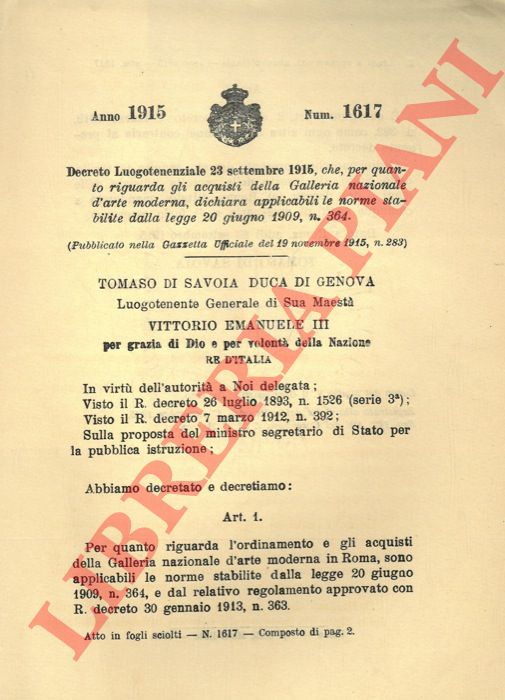 Anno 1915 Num. 1617
Decreto Luogotenenziale 23 settembre 1915, che, per quan-
to riguarda gli acquisti della Galleria nazionale
d'arte moderna, dichiara applicabili le norme sta-
bilite dalla legge 20 giugno 1909, n. 364.
(Pubblicato nella Gazzetta Ufficiale del 19 novembre 1915, n. 283)
TOMASO DI SAVOIA DUCA DI GENOVA
Luogotenente Generale di Sua Maestà
VITTORIO EMANUELE III
per grazia di Dio e per volontà della Nazione
RE D'ITALIA
In virtù dell'autorità a Noi delegata;
Visto il R. decreto 26 luglio 1893, n. 1526 (serie 3ª);
Visto il R. decreto 7 marzo 1912, n. 392;
Sulla proposta del ministro segretario di Stato per
la pubblica istruzione;
Abbiamo decretato e decretiamo:
Art. 1.
Per quanto riguarda l'ordinamento e gli acquisti
della Galleria nazionale d'arte moderna in Roma, sono
applicabili le norme stabilite dalla legge 20 giugno
1909, n. 364, e dal relativo regolamento approvato con
R. decreto 30 gennaio 1913, n. 363.
Atto in fogli sciolti — N. 1617 — Composto di pag. 2.
LIBRERIA PIANI